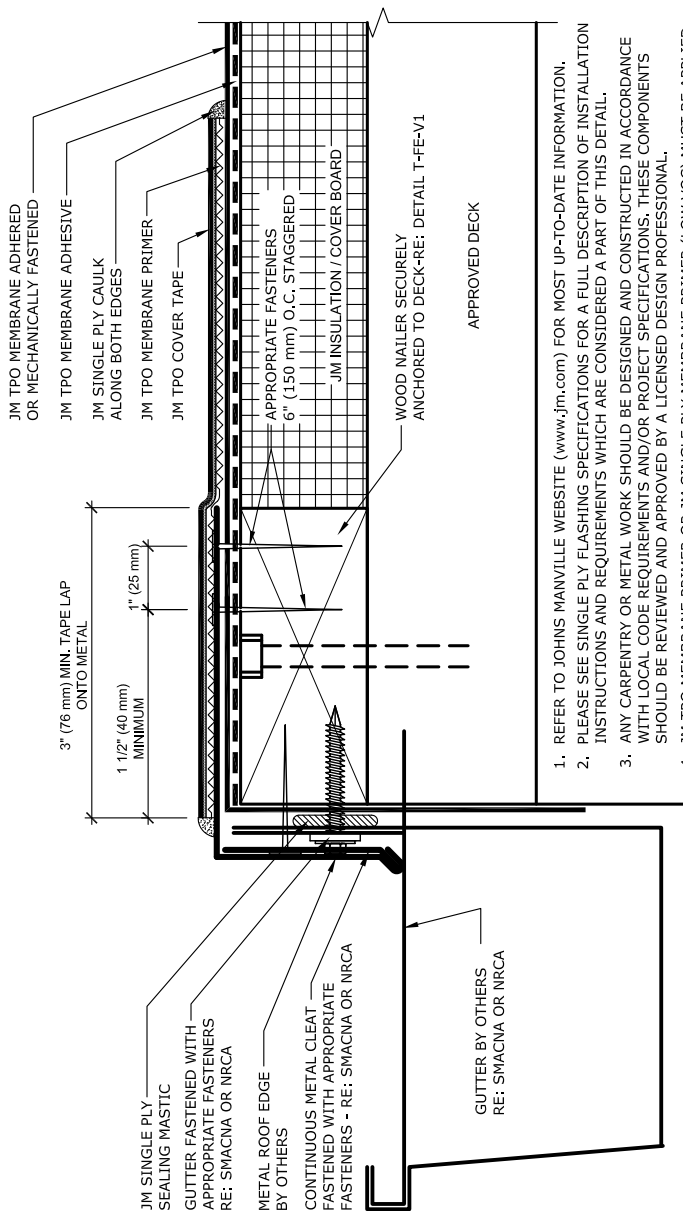 JM TPO MEMBRANE ADHERED
OR MECHANICALLY FASTENED
JM TPO MEMBRANE ADHESIVE
JM SINGLE PLY CAULK
ALONG BOTH EDGES
JM TPO MEMBRANE PRIMER
JM TPO COVER TAPE
3" (76 mm) MIN. TAPE LAP
ONTO METAL
1 1/2" (40 mm)
MINIMUM
1" (25 mm)
APPROPRIATE FASTENERS
6" (150 mm) O.C. STAGGERED
JM INSULATION / COVER BOARD
WOOD NAILER SECURELY
ANCHORED TO DECK-RE: DETAIL T-FE-V1
APPROVED DECK
JM SINGLE PLY
SEALING MASTIC
GUTTER FASTENED WITH
APPROPRIATE FASTENERS
RE: SMACNA OR NRCA
METAL ROOF EDGE
BY OTHERS
CONTINUOUS METAL CLEAT
FASTENED WITH APPROPRIATE
FASTENERS - RE: SMACNA OR NRCA
GUTTER BY OTHERS
RE: SMACNA OR NRCA
1. REFER TO JOHNS MANVILLE WEBSITE (www.jm.com) FOR MOST UP-TO-DATE INFORMATION.
2. PLEASE SEE SINGLE PLY FLASHING SPECIFICATIONS FOR A FULL DESCRIPTION OF INSTALLATION
INSTRUCTIONS AND REQUIREMENTS WHICH ARE CONSIDERED A PART OF THIS DETAIL.
3. ANY CARPENTRY OR METAL WORK SHOULD BE DESIGNED AND CONSTRUCTED IN ACCORDANCE
WITH LOCAL CODE REQUIREMENTS AND/OR PROJECT SPECIFICATIONS. THESE COMPONENTS
SHOULD BE REVIEWED AND APPROVED BY A LICENSED DESIGN PROFESSIONAL.